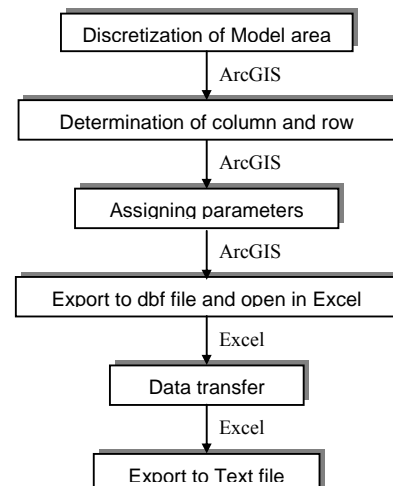 Discretization of Model area
ArcGIS
Determination of column and row
ArcGIS
Assigning parameters
ArcGIS
Export to dbf file and open in Excel
Excel
Data transfer
Excel
Export to Text file